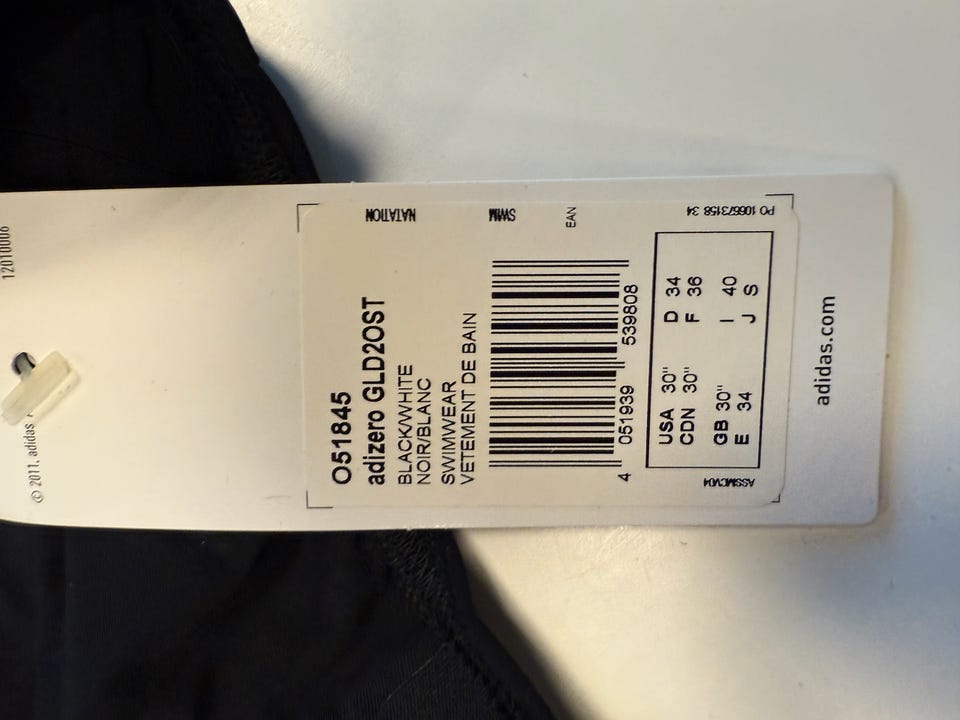 12010006
© 2011, adidas
O51845
adizero GLD2OST
BLACK/WHITE
NOIR/BLANC
SWIMWEAR
VETEMENT DE BAIN
NATATION
SWIM
EAN
4 051939 539808
USA 30" D 34
CDN 30" F 36
GB 30" I 40
E 34 J S
PO 106673158 34
ASSMCV04
adidas.com